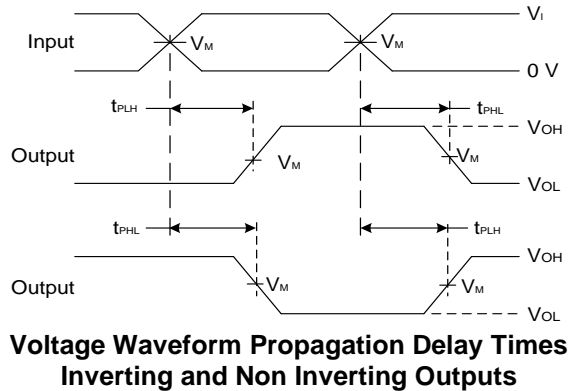 VI
Input
VM
VM
0 V
tPLH
tPHL
VOH
Output
VM
VM
VOL
tPHL
tPLH
VOH
Output
VM
VM
VOL
Voltage Waveform Propagation Delay Times
Inverting and Non Inverting Outputs